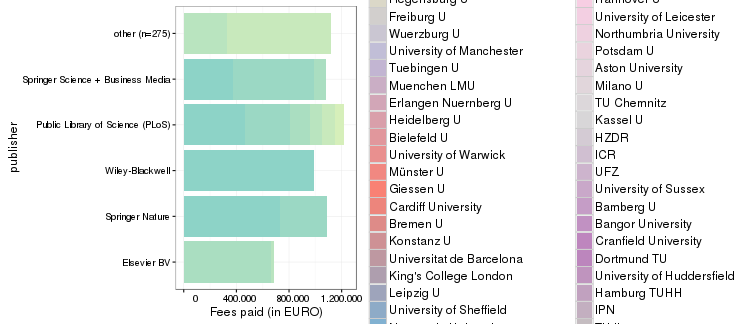 publisher
other (n=275)
Springer Science + Business Media
Public Library of Science (PLoS)
Wiley-Blackwell
Springer Nature
Elsevier BV
0 400.000 800.000 1.200.000
Fees paid (in EURO)
Regensburg U
Freiburg U
Wuerzburg U
University of Manchester
Tuebingen U
Muenchen LMU
Erlangen Nuernberg U
Heidelberg U
Bielefeld U
University of Warwick
Münster U
Giessen U
Cardiff University
Bremen U
Konstanz U
Universitat de Barcelona
King's College London
Leipzig U
University of Sheffield
Hannover U
University of Leicester
Northumbria University
Potsdam U
Aston University
Milano U
TU Chemnitz
Kassel U
HZDR
ICR
UFZ
University of Sussex
Bamberg U
Bangor University
Cranfield University
Dortmund TU
University of Huddersfield
Hamburg TUHH
IPN